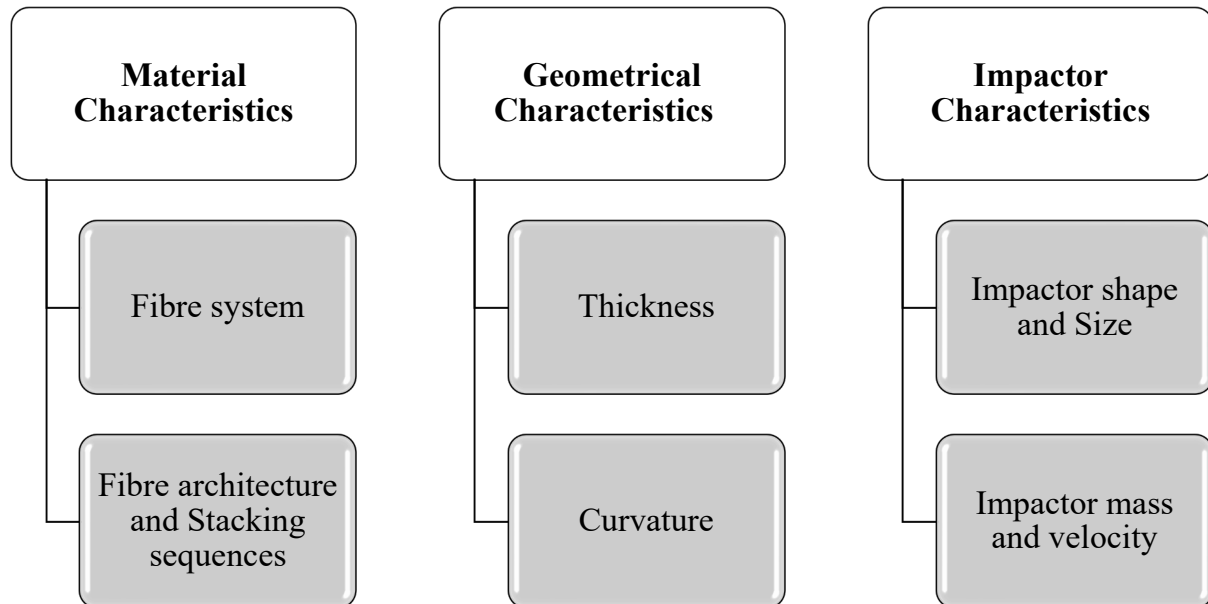 Material
Characteristics
Fibre system
Fibre architecture
and Stacking
sequences
Geometrical
Characteristics
Thickness
Curvature
Impactor
Characteristics
Impactor shape
and Size
Impactor mass
and velocity